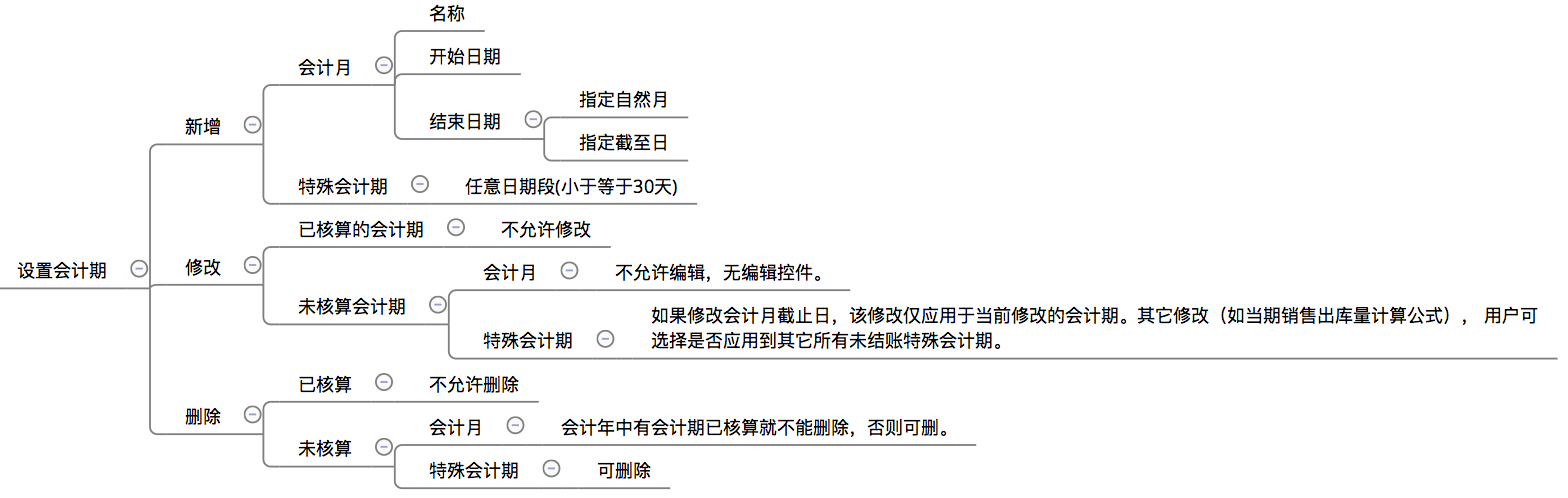 名称
开始日期
会计月
指定自然月
结束日期
指定截至日
新增
特殊会计期
任意日期段(小于等于30天)
已核算的会计期
不允许修改
设置会计期
修改
会计月
不允许编辑，无编辑控件。
未核算会计期
如果修改会计月截止日，该修改仅应用于当前修改的会计期。其它修改（如当期销售出库量计算公式）， 用户可
选择是否应用到其它所有未结账特殊会计期。
特殊会计期
已核算
不允许删除
删除
会计月
会计年中有会计期已核算就不能删除，否则可删。
未核算
特殊会计期
可删除